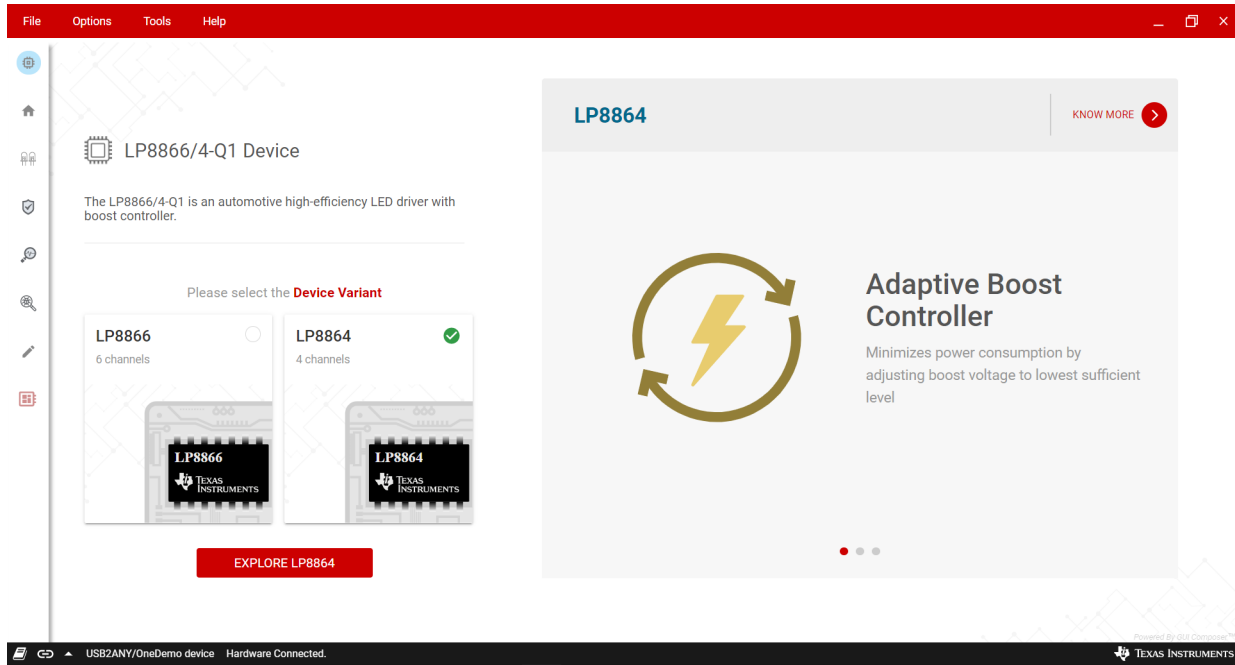 File Options Tools Help
LP8866/4-Q1 Device
The LP8866/4-Q1 is an automotive high-efficiency LED driver with
boost controller.
Please select the Device Variant
LP8866
6 channels
LP8866
TEXAS
INSTRUMENTS
LP8864
4 channels
LP8864
TEXAS
INSTRUMENTS
EXPLORE LP8864
LP8864
KNOW MORE
Adaptive Boost
Controller
Minimizes power consumption by
adjusting boost voltage to lowest sufficient
level
Powered By GUI Composer™
USB2ANY/OneDemo device Hardware Connected.
TEXAS INSTRUMENTS